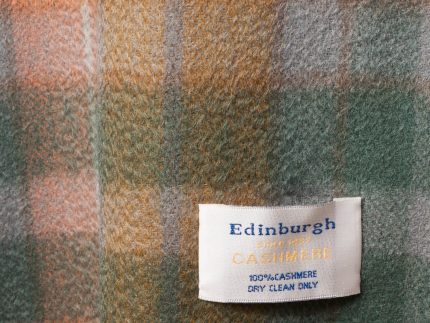 Edinburgh
CASHMERE
100%CASHMERE
DRY CLEAN ONLY